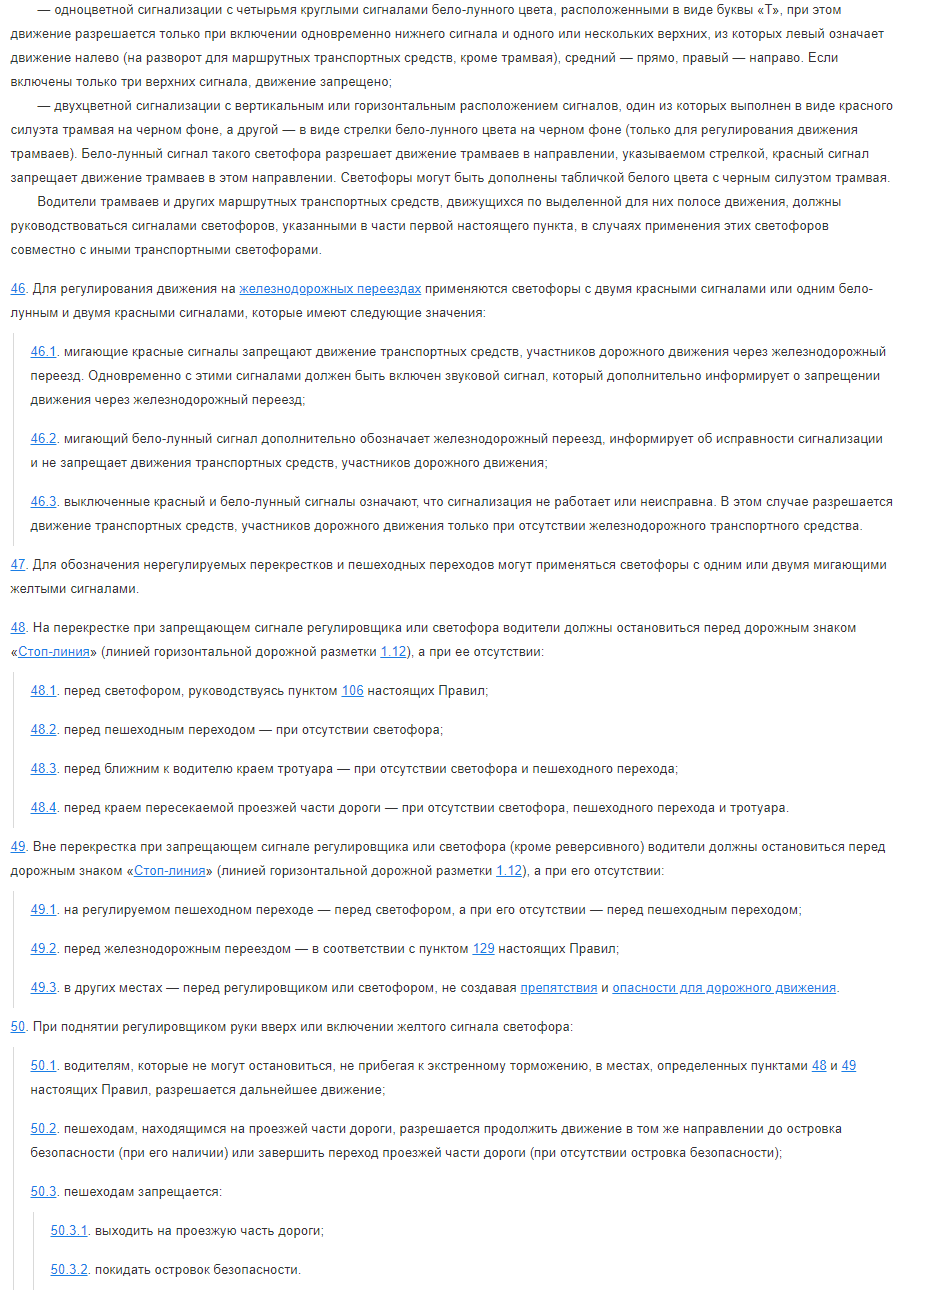 — одноцветной сигнализации с четырьмя круглыми сигналами бело-лунного цвета, расположенными в виде буквы «Т», при этом
движение разрешается только при включении одновременно нижнего сигнала и одного или нескольких верхних, из которых левый означает
движение налево (на разворот для маршрутных транспортных средств, кроме трамвая), средний — прямо, правый — направо. Если
включены только три верхних сигнала, движение запрещено;
— двухцветной сигнализации с вертикальным или горизонтальным расположением сигналов, один из которых выполнен в виде красного
силуэта трамвая на черном фоне, а другой — в виде стрелки бело-лунного цвета на черном фоне (только для регулирования движения
трамваев). Бело-лунный сигнал такого светофора разрешает движение трамваев в направлении, указываемом стрелкой, красный сигнал
запрещает движение трамваев в этом направлении. Светофоры могут быть дополнены табличкой белого цвета с черным силуэтом трамвая.
Водители трамваев и других маршрутных транспортных средств, движущихся по выделенной для них полосе движения, должны
руководствоваться сигналами светофоров, указанными в части первой настоящего пункта, в случаях применения этих светофоров
совместно с иными транспортными светофорами.
46. Для регулирования движения на железнодорожных переездах применяются светофоры с двумя красными сигналами или одним бело-
лунным и двумя красными сигналами, которые имеют следующие значения:
46.1. мигающие красные сигналы запрещают движение транспортных средств, участников дорожного движения через железнодорожный
переезд. Одновременно с этими сигналами должен быть включен звуковой сигнал, который дополнительно информирует о запрещении
движения через железнодорожный переезд;
46.2. мигающий бело-лунный сигнал дополнительно обозначает железнодорожный переезд, информирует об исправности сигнализации
и не запрещает движения транспортных средств, участников дорожного движения;
46.3. выключенные красный и бело-лунный сигналы означают, что сигнализация не работает или неисправна. В этом случае разрешается
движение транспортных средств, участников дорожного движения только при отсутствии железнодорожного транспортного средства.
47. Для обозначения нерегулируемых перекрестков и пешеходных переходов могут применяться светофоры с одним или двумя мигающими
желтыми сигналами.
48. На перекрестке при запрещающем сигнале регулировщика или светофора водители должны остановиться перед дорожным знаком
«Стоп-линия» (линией горизонтальной дорожной разметки 1.12), а при ее отсутствии:
48.1. перед светофором, руководствуясь пунктом 106 настоящих Правил;
48.2. перед пешеходным переходом — при отсутствии светофора;
48.3. перед ближним к водителю краем тротуара — при отсутствии светофора и пешеходного перехода;
48.4. перед краем пересекаемой проезжей части дороги — при отсутствии светофора, пешеходного перехода и тротуара.
49. Вне перекрестка при запрещающем сигнале регулировщика или светофора (кроме реверсивного) водители должны остановиться перед
дорожным знаком «Стоп-линия» (линией горизонтальной дорожной разметки 1.12), а при его отсутствии:
49.1. на регулируемом пешеходном переходе — перед светофором, а при его отсутствии — перед пешеходным переходом;
49.2. перед железнодорожным переездом — в соответствии с пунктом 129 настоящих Правил;
49.3. в других местах — перед регулировщиком или светофором, не создавая препятствия и опасности для дорожного движения.
50. При поднятии регулировщиком руки вверх или включении желтого сигнала светофора:
50.1. водителям, которые не могут остановиться, не прибегая к экстренному торможению, в местах, определенных пунктами 48 и 49
настоящих Правил, разрешается дальнейшее движение;
50.2. пешеходам, находящимся на проезжей части дороги, разрешается продолжить движение в том же направлении до островка
безопасности (при его наличии) или завершить переход проезжей части дороги (при отсутствии островка безопасности);
50.3. пешеходам запрещается:
50.3.1. выходить на проезжую часть дороги;
50.3.2. покидать островок безопасности.